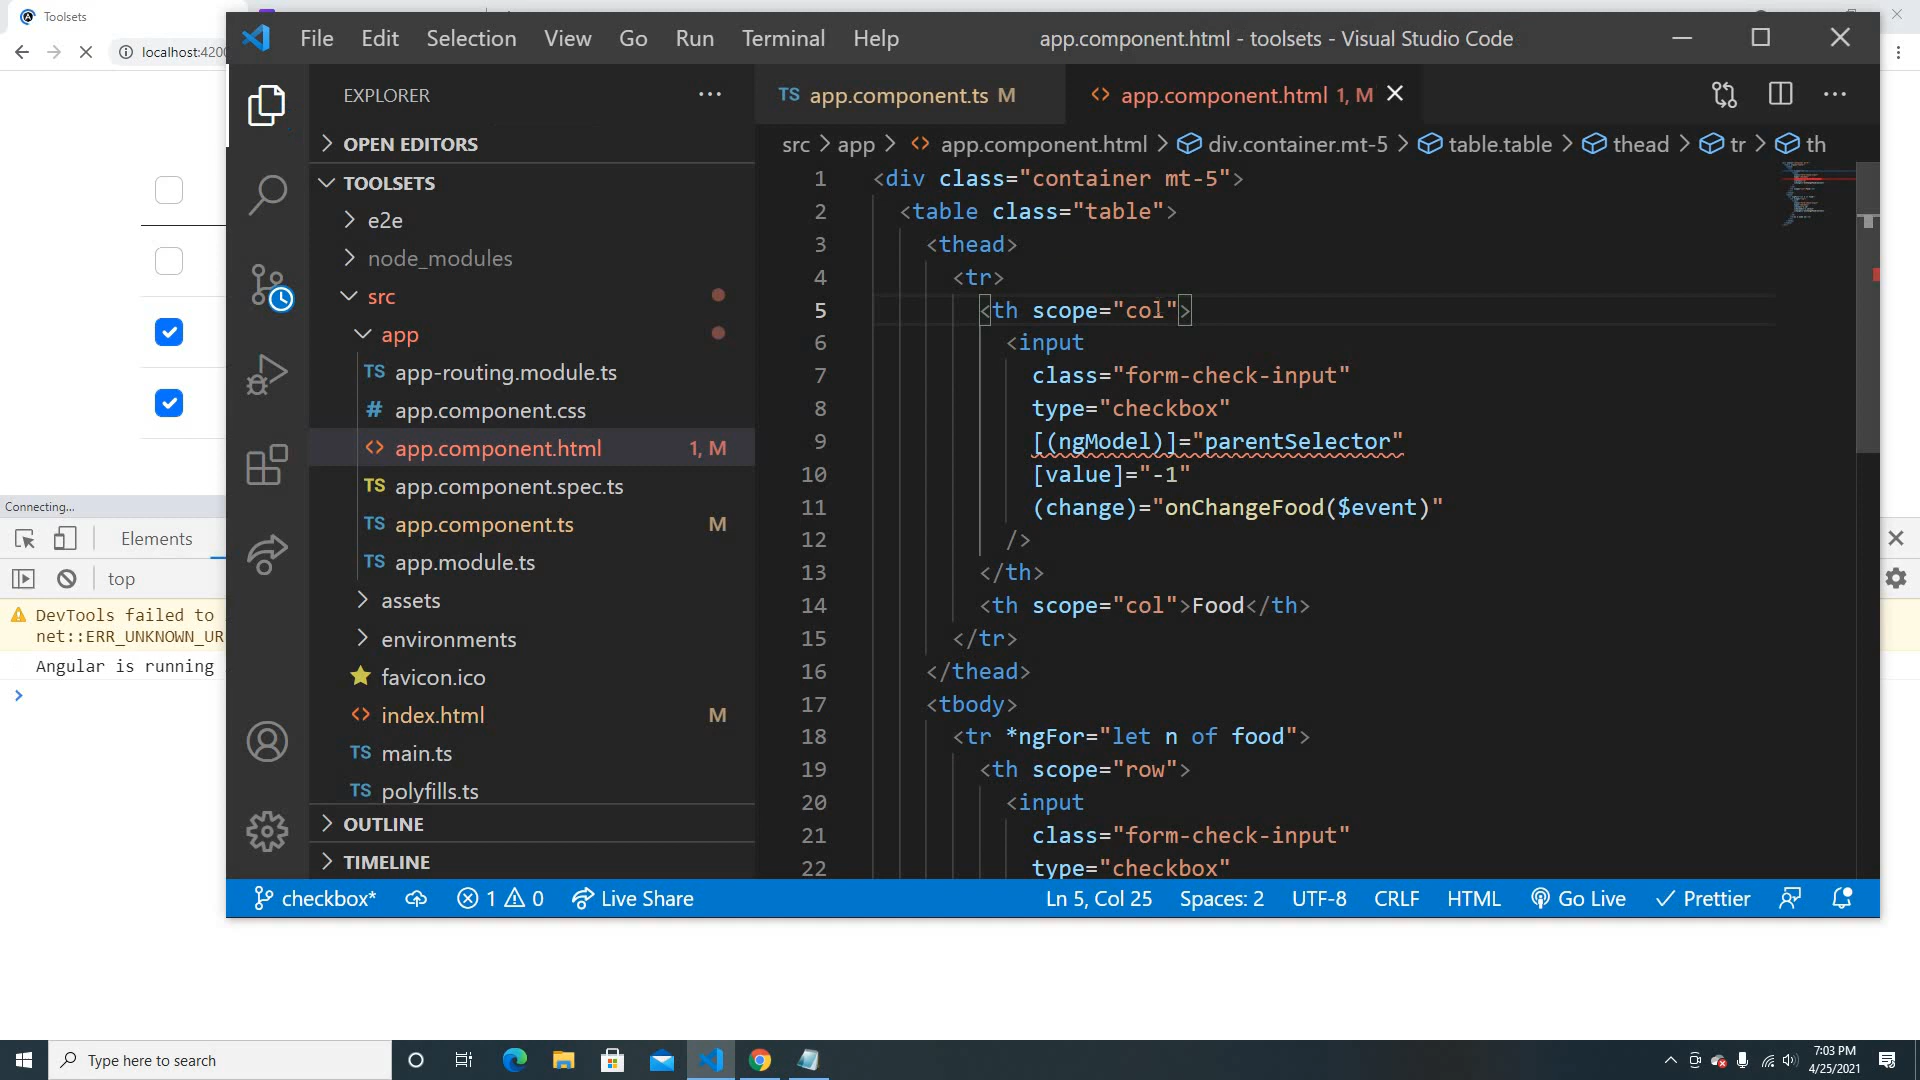 Toolsets
localhost:420
File Edit Selection View Go Run Terminal Help
app.component.html - toolsets - Visual Studio Code
EXPLORER
OPEN EDITORS
TOOLSETS
e2e
node_modules
src
app
TS app-routing.module.ts
# app.component.css
<> app.component.html 1, M
TS app.component.spec.ts
TS app.component.ts M
TS app.module.ts
assets
environments
favicon.ico
<> index.html M
TS main.ts
TS polyfills.ts
OUTLINE
TIMELINE
TS app.component.ts M
<> app.component.html 1, M
src > app > <> app.component.html > div.container.mt-5 > table.table > thead > tr > th
1 <div class="container mt-5">
2 <table class="table">
3 <thead>
4 <tr>
5 <th scope="col">
6 <input
7 class="form-check-input"
8 type="checkbox"
9 [(ngModel)]="parentSelector"
10 [value]="-1"
11 (change)="onChangeFood($event)"
12 />
13 </th>
14 <th scope="col">Food</th>
15 </tr>
16 </thead>
17 <tbody>
18 <tr *ngFor="let n of food">
19 <th scope="row">
20 <input
21 class="form-check-input"
22 type="checkbox"
Connecting...
Elements
top
DevTools failed to
net::ERR_UNKNOWN_UR
Angular is running
checkbox* 1 0 Live Share
Ln 5, Col 25 Spaces: 2 UTF-8 CRLF HTML Go Live Prettier
Type here to search
7:03 PM
4/25/2021